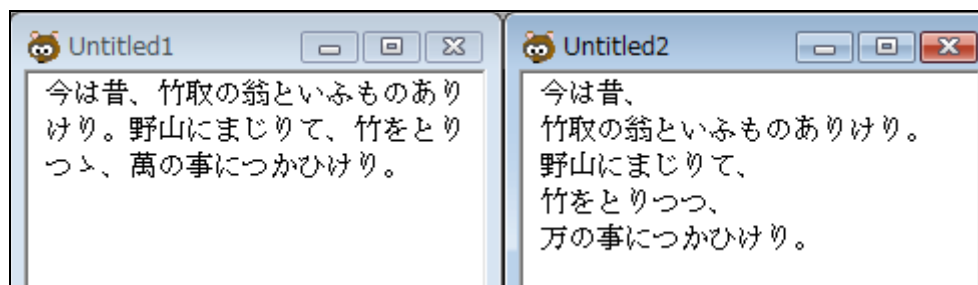 Untitled1
今は昔、竹取の翁といふものあり
けり。野山にまじりて、竹をとり
つゝ、萬の事につかひけり。
Untitled2
今は昔、
竹取の翁といふものありけり。
野山にまじりて、
竹をとりつつ、
万の事につかひけり。